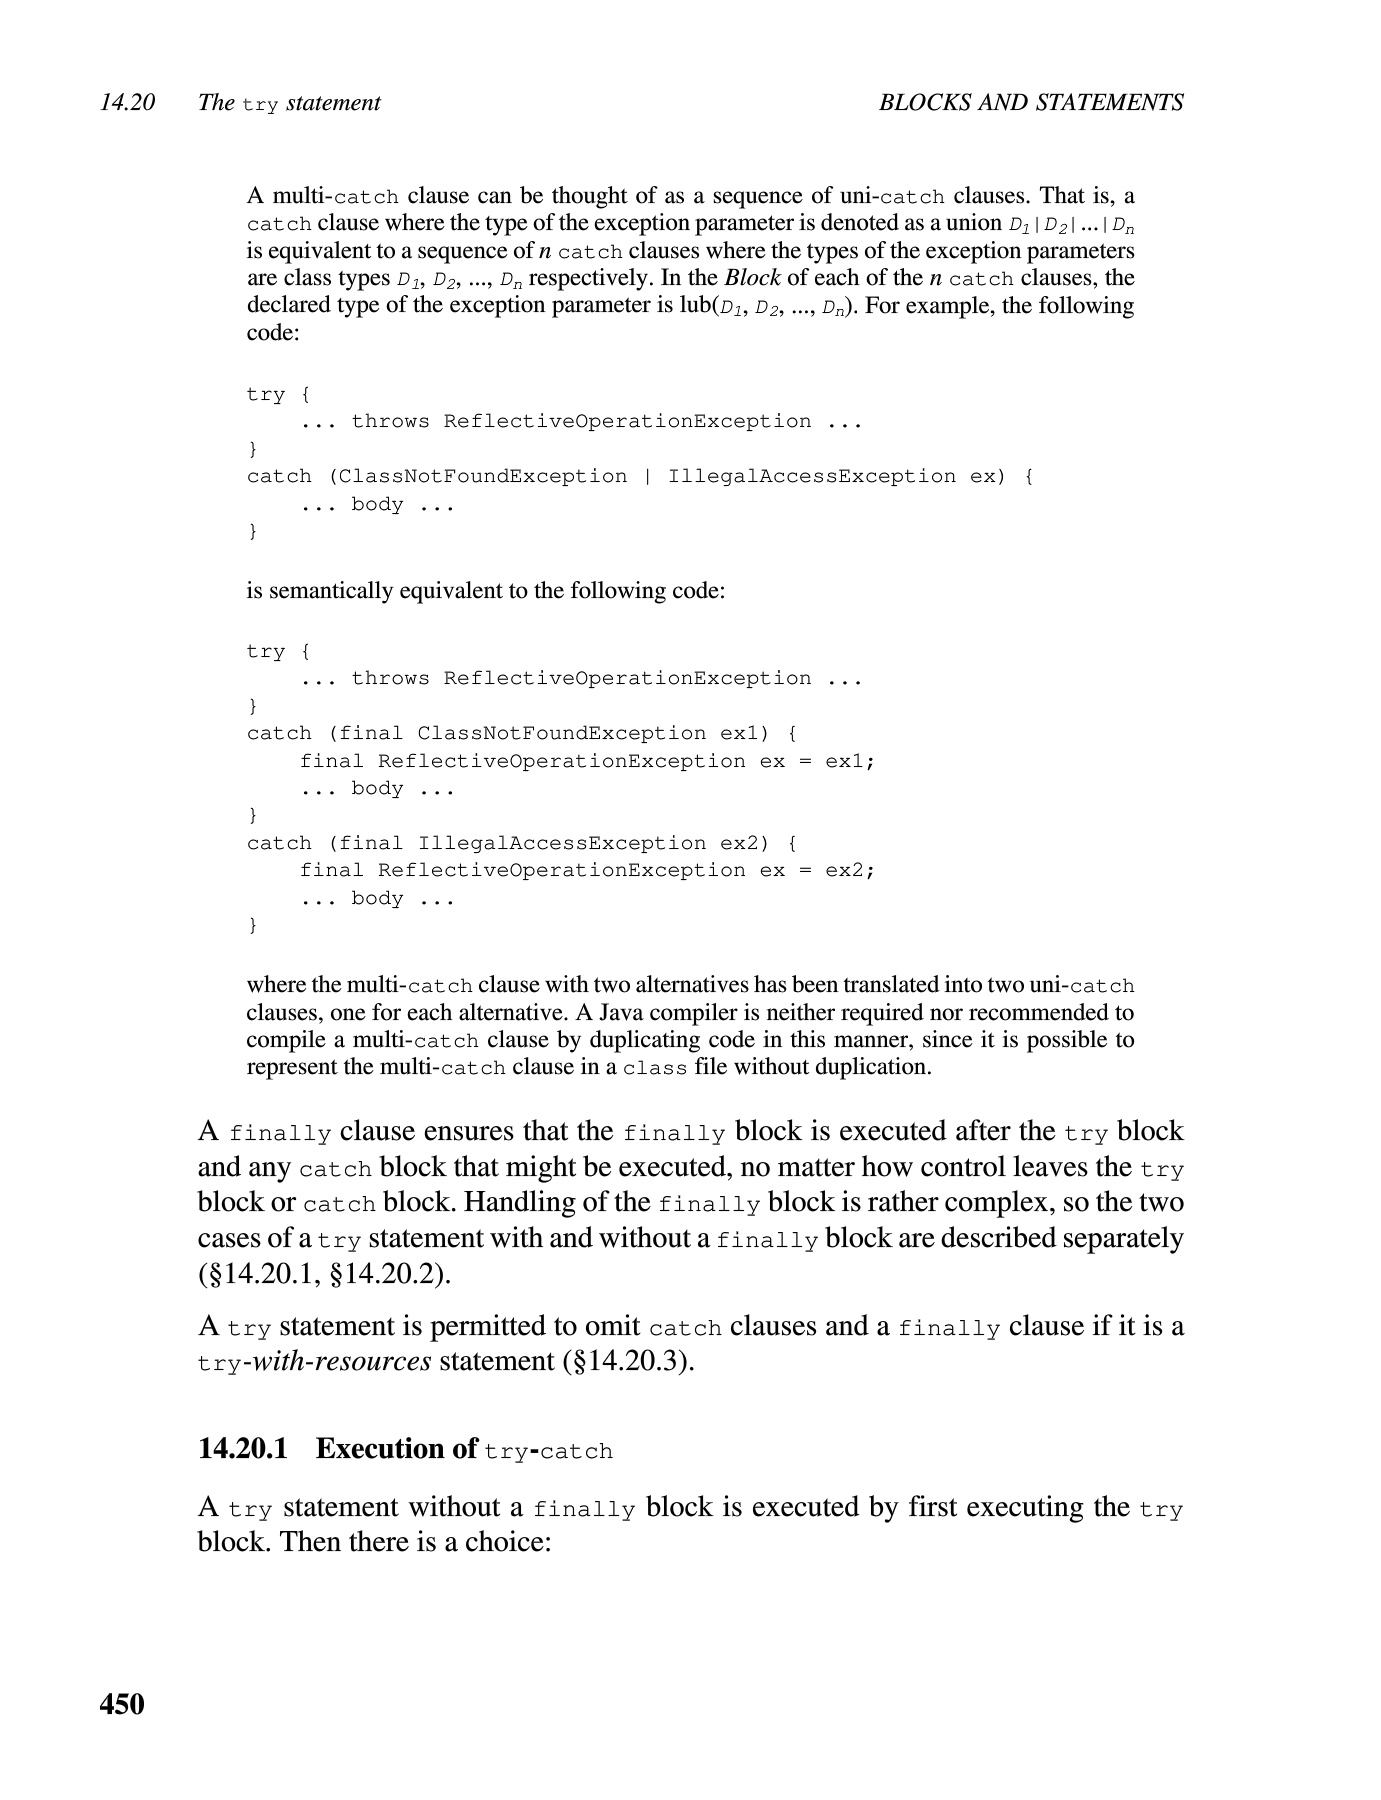 14.20 The try statement BLOCKS AND STATEMENTS
A multi-catch clause can be thought of as a sequence of uni-catch clauses. That is, a
catch clause where the type of the exception parameter is denoted as a union D1|D2|...|Dn
is equivalent to a sequence of n catch clauses where the types of the exception parameters
are class types D1, D2, ..., Dn respectively. In the Block of each of the n catch clauses, the
declared type of the exception parameter is lub(D1, D2, ..., Dn). For example, the following
code:
try {
    ... throws ReflectiveOperationException ...
}
catch (ClassNotFoundException | IllegalAccessException ex) {
    ... body ...
}
is semantically equivalent to the following code:
try {
    ... throws ReflectiveOperationException ...
}
catch (final ClassNotFoundException ex1) {
    final ReflectiveOperationException ex = ex1;
    ... body ...
}
catch (final IllegalAccessException ex2) {
    final ReflectiveOperationException ex = ex2;
    ... body ...
}
where the multi-catch clause with two alternatives has been translated into two uni-catch
clauses, one for each alternative. A Java compiler is neither required nor recommended to
compile a multi-catch clause by duplicating code in this manner, since it is possible to
represent the multi-catch clause in a class file without duplication.
A finally clause ensures that the finally block is executed after the try block
and any catch block that might be executed, no matter how control leaves the try
block or catch block. Handling of the finally block is rather complex, so the two
cases of a try statement with and without a finally block are described separately
(§14.20.1, §14.20.2).
A try statement is permitted to omit catch clauses and a finally clause if it is a
try-with-resources statement (§14.20.3).
14.20.1 Execution of try-catch
A try statement without a finally block is executed by first executing the try
block. Then there is a choice:
450